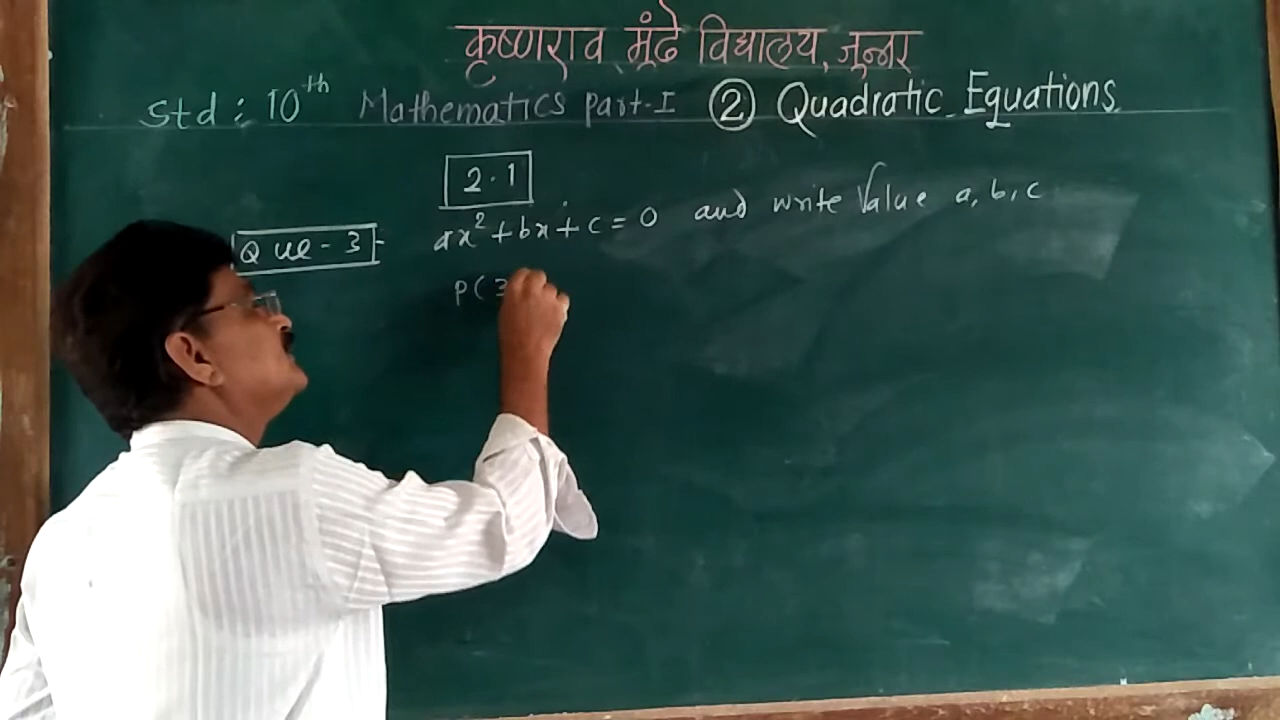 कृष्णराव मुंढे विद्यालय, जुन्नर
Std : 10th Mathematics part-I ② Quadratic Equations
2.1
Que-3 ax² + bx + c = 0 and write Value a, b, c
P(3